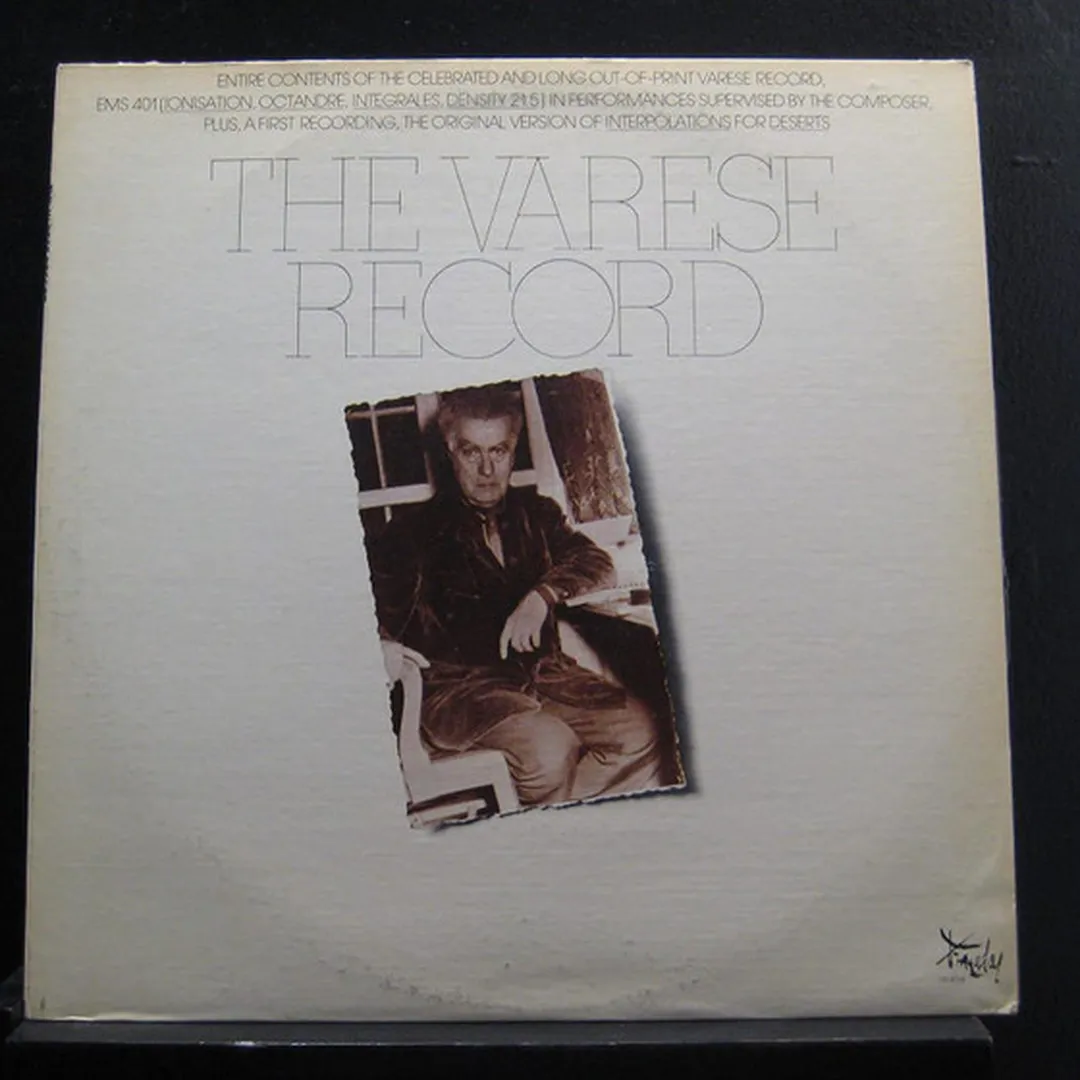 ENTIRE CONTENTS OF THE CELEBRATED AND LONG OUT-OF-PRINT VARESE RECORD,
EMS 401 (IONISATION, OCTANDRE, INTEGRALES, DENSITY 21.5) IN PERFORMANCES SUPERVISED BY THE COMPOSER,
PLUS, A FIRST RECORDING, THE ORIGINAL VERSION OF INTERPOLATIONS FOR DESERTS
THE VARESE
RECORD
Finnadar